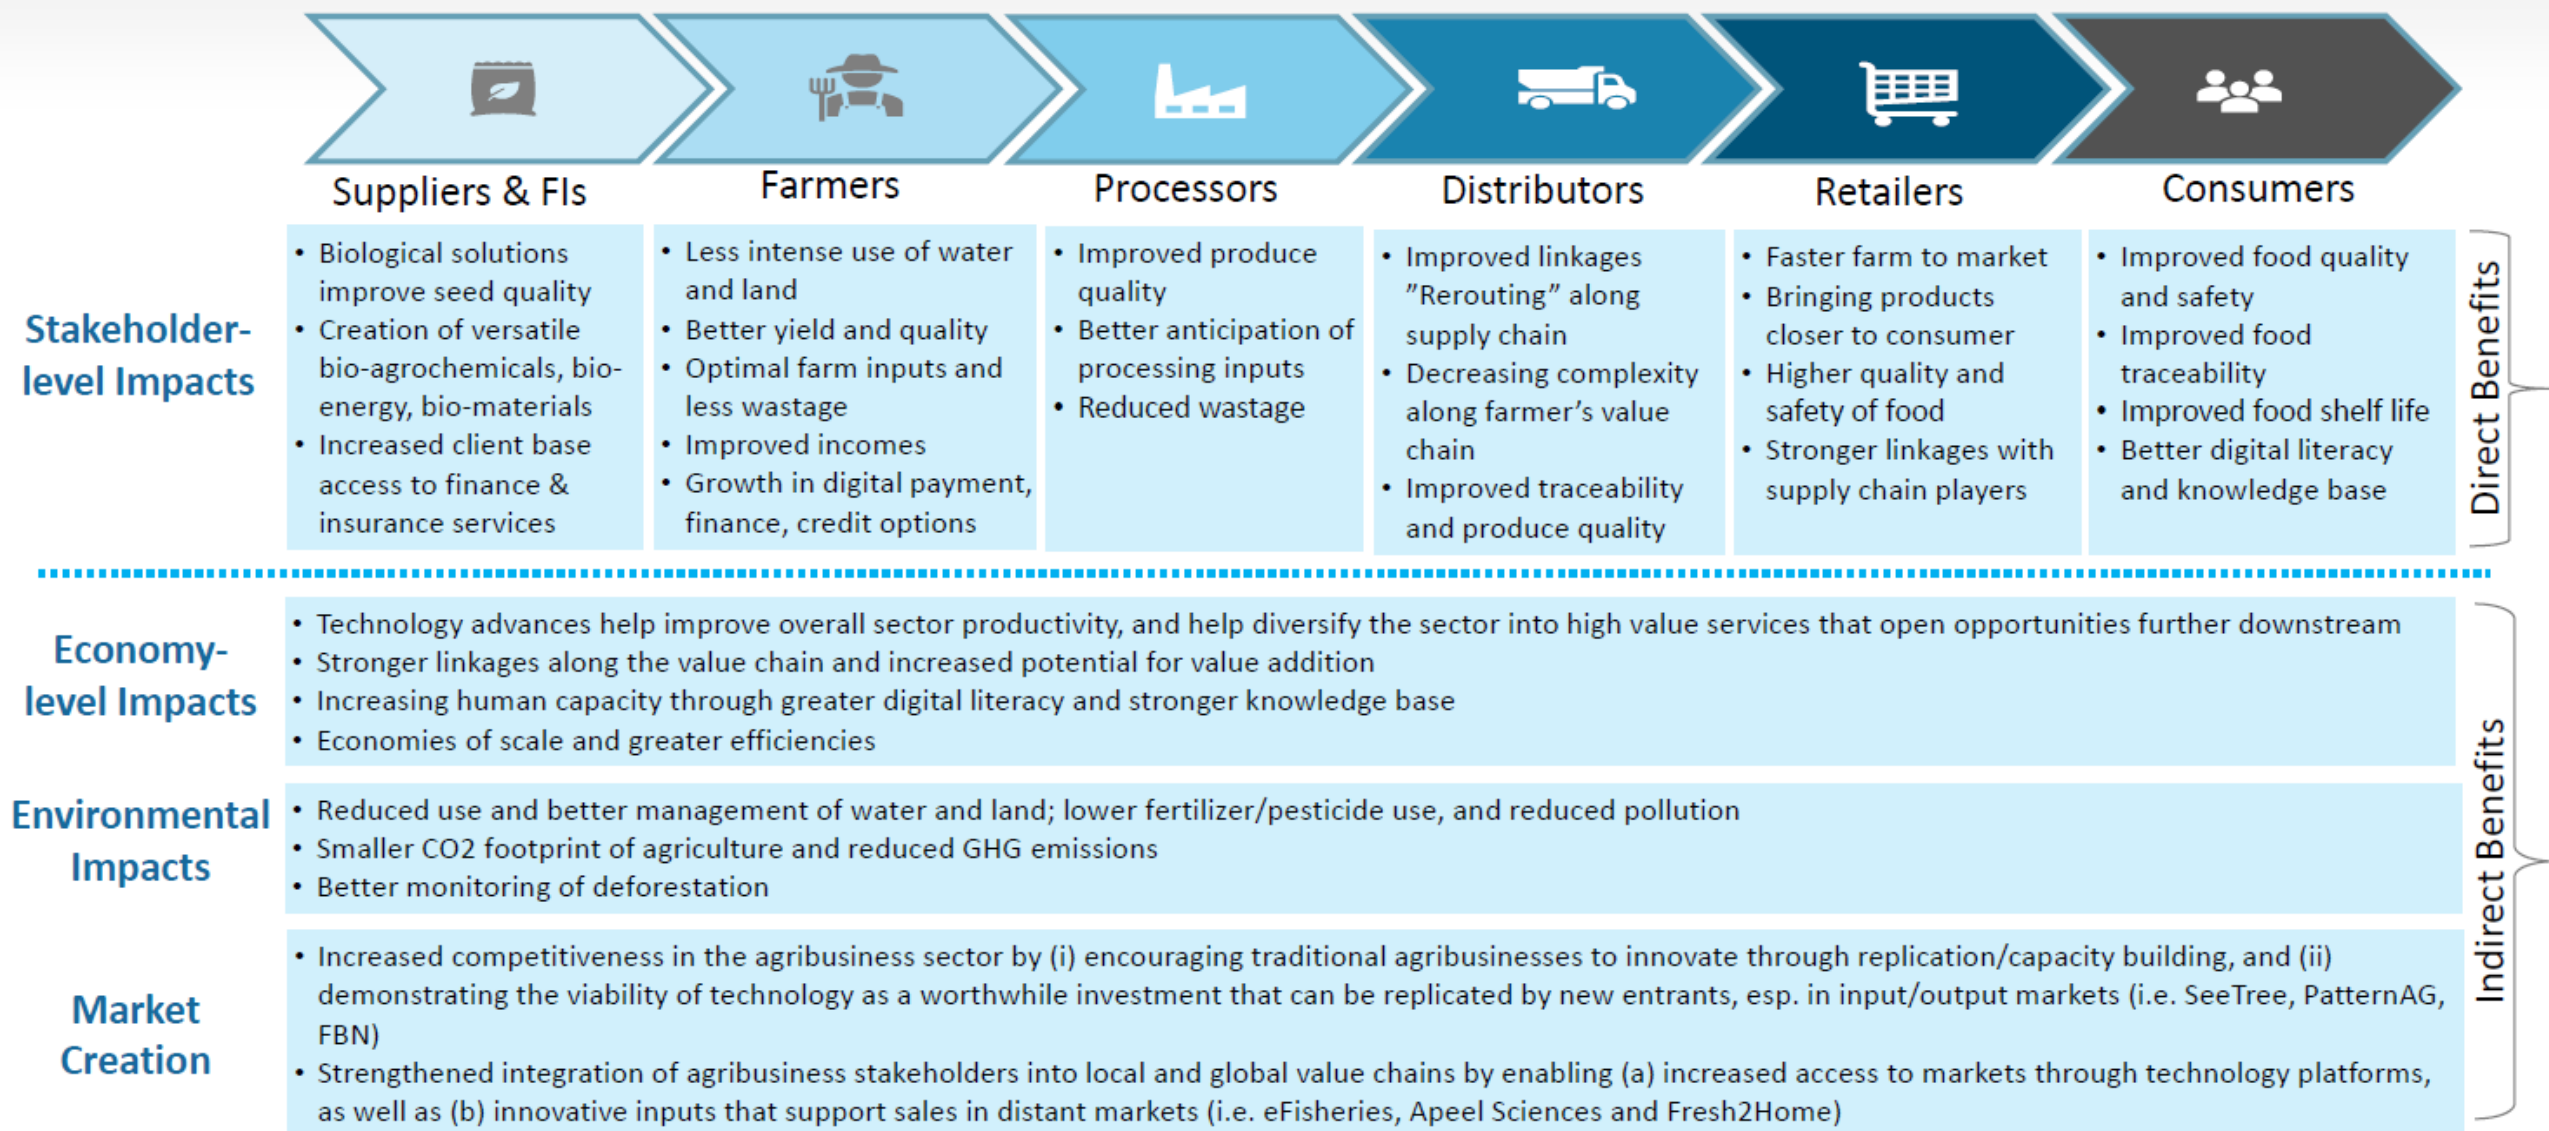 Suppliers & FIs
Farmers
Processors
Distributors
Retailers
Consumers
Stakeholder-
level Impacts
• Biological solutions
improve seed quality
• Creation of versatile
bio-agrochemicals, bio-
energy, bio-materials
• Increased client base
access to finance &
insurance services
• Less intense use of water
and land
• Better yield and quality
• Optimal farm inputs and
less wastage
• Improved incomes
• Growth in digital payment,
finance, credit options
• Improved produce
quality
• Better anticipation of
processing inputs
• Reduced wastage
• Improved linkages
”Rerouting” along
supply chain
• Decreasing complexity
along farmer’s value
chain
• Improved traceability
and produce quality
• Faster farm to market
• Bringing products
closer to consumer
• Higher quality and
safety of food
• Stronger linkages with
supply chain players
• Improved food quality
and safety
• Improved food
traceability
• Improved food shelf life
• Better digital literacy
and knowledge base
Direct Benefits
Economy-
level Impacts
• Technology advances help improve overall sector productivity, and help diversify the sector into high value services that open opportunities further downstream
• Stronger linkages along the value chain and increased potential for value addition
• Increasing human capacity through greater digital literacy and stronger knowledge base
• Economies of scale and greater efficiencies
Environmental
Impacts
• Reduced use and better management of water and land; lower fertilizer/pesticide use, and reduced pollution
• Smaller CO2 footprint of agriculture and reduced GHG emissions
• Better monitoring of deforestation
Market
Creation
• Increased competitiveness in the agribusiness sector by (i) encouraging traditional agribusinesses to innovate through replication/capacity building, and (ii)
demonstrating the viability of technology as a worthwhile investment that can be replicated by new entrants, esp. in input/output markets (i.e. SeeTree, PatternAG,
FBN)
• Strengthened integration of agribusiness stakeholders into local and global value chains by enabling (a) increased access to markets through technology platforms,
as well as (b) innovative inputs that support sales in distant markets (i.e. eFisheries, Apeel Sciences and Fresh2Home)
Indirect Benefits